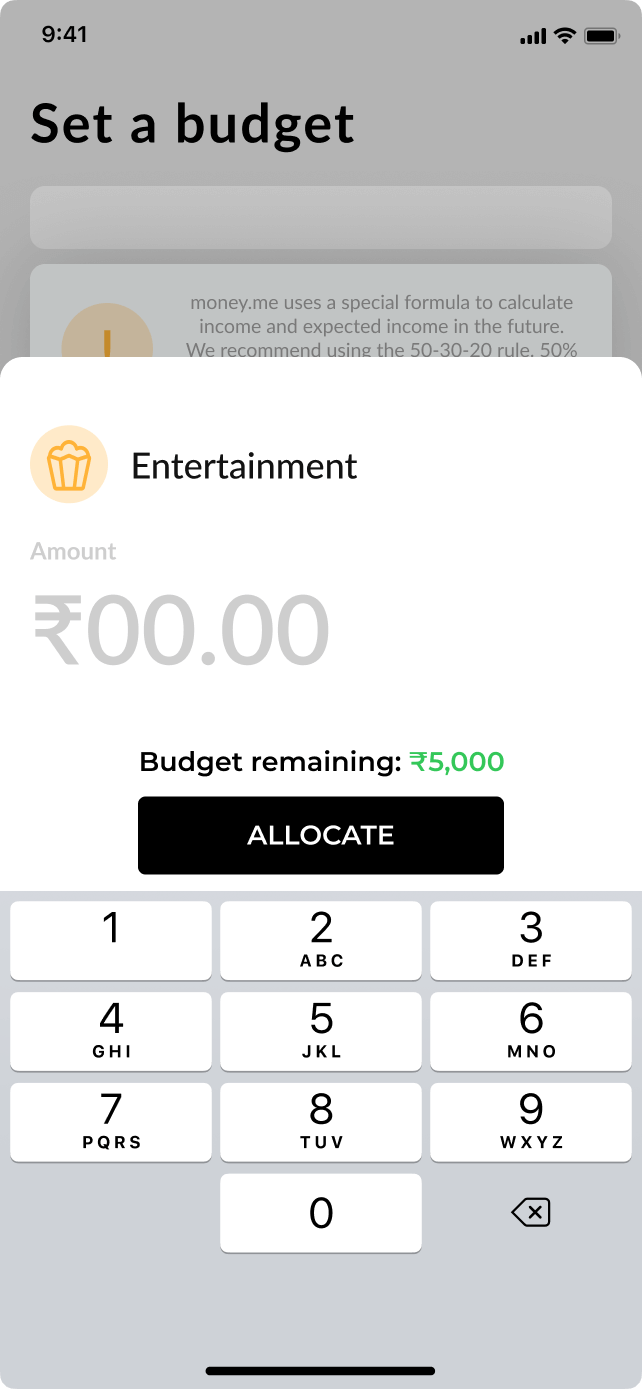 9:41
Set a budget
money.me uses a special formula to calculate
income and expected income in the future.
We recommend using the 50-30-20 rule. 50%
Entertainment
Amount
₹00.00
Budget remaining: ₹5,000
ALLOCATE
1
2
ABC
3
DEF
4
GHI
5
JKL
6
MNO
7
PQRS
8
TUV
9
WXYZ
0